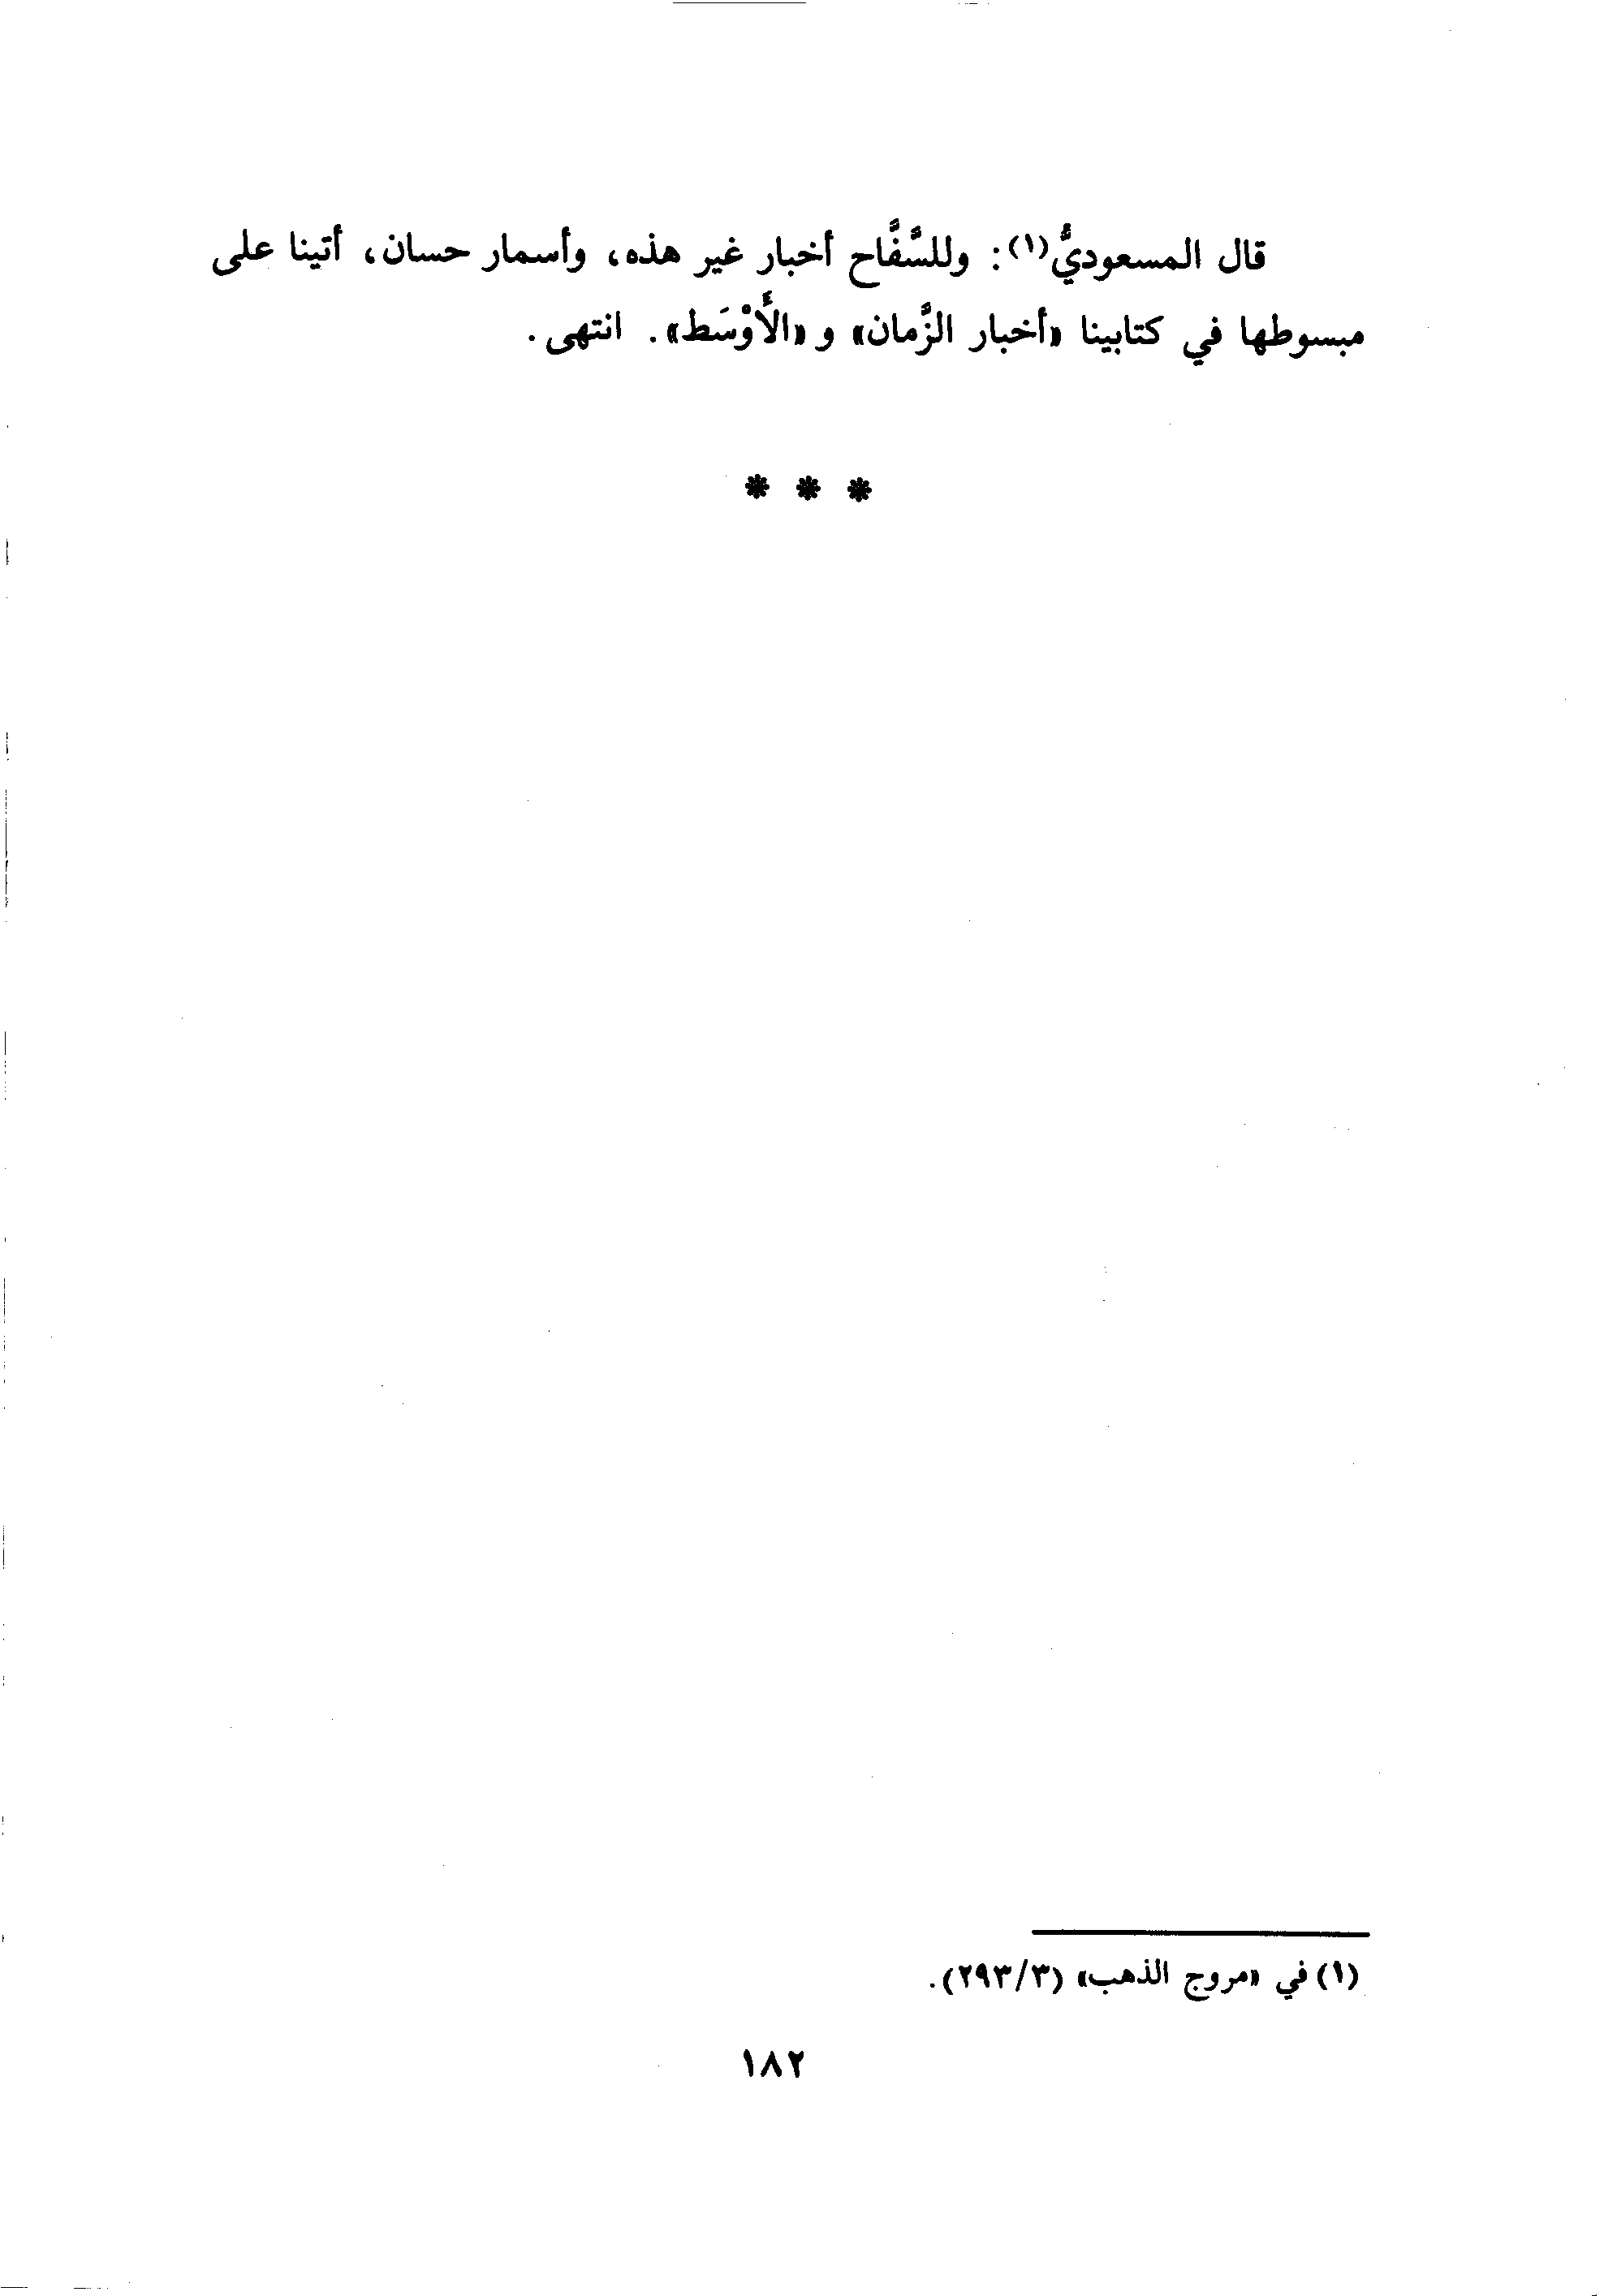 قال المسعوديُّ(١): وللسَّفَّاح أخبار غير هذه، وأسمار حسان، أتينا على
مبسوطها في كتابينا «أخبار الزَّمان» و «الأَوْسَط». انتهى.
* * *
(١) في «مروج الذهب» (٢٩٣/٣).
١٨٢